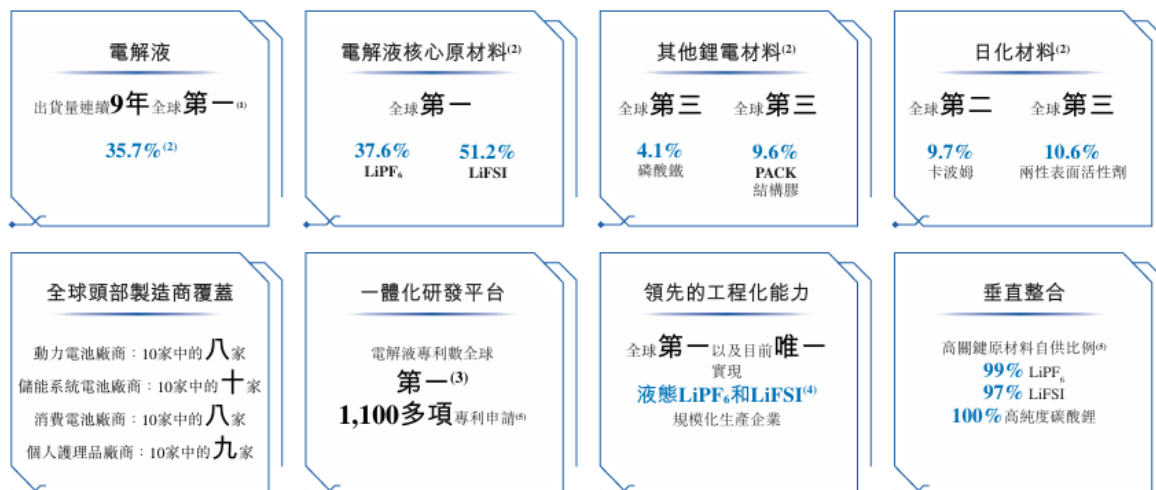 電解液
出貨量連續9年全球第一(1)
35.7%(2)
電解液核心原材料(2)
全球第一
37.6% 51.2%
LiPF6 LiFSI
其他鋰電材料(2)
全球第三 全球第三
4.1% 9.6%
磷酸鐵 PACK
結構膠
日化材料(2)
全球第二 全球第三
9.7% 10.6%
卡波姆 兩性表面活性劑
全球頭部製造商覆蓋
動力電池廠商：10家中的八家
儲能系統電池廠商：10家中的十家
消費電池廠商：10家中的八家
個人護理品廠商：10家中的九家
一體化研發平台
電解液專利數全球
第一(3)
1,100多項專利申請(5)
領先的工程化能力
全球第一以及目前唯一
實現
液態LiPF6和LiFSI(4)
規模化生產企業
垂直整合
高關鍵原材料自供比例(5)
99% LiPF6
97% LiFSI
100%高純度碳酸鋰